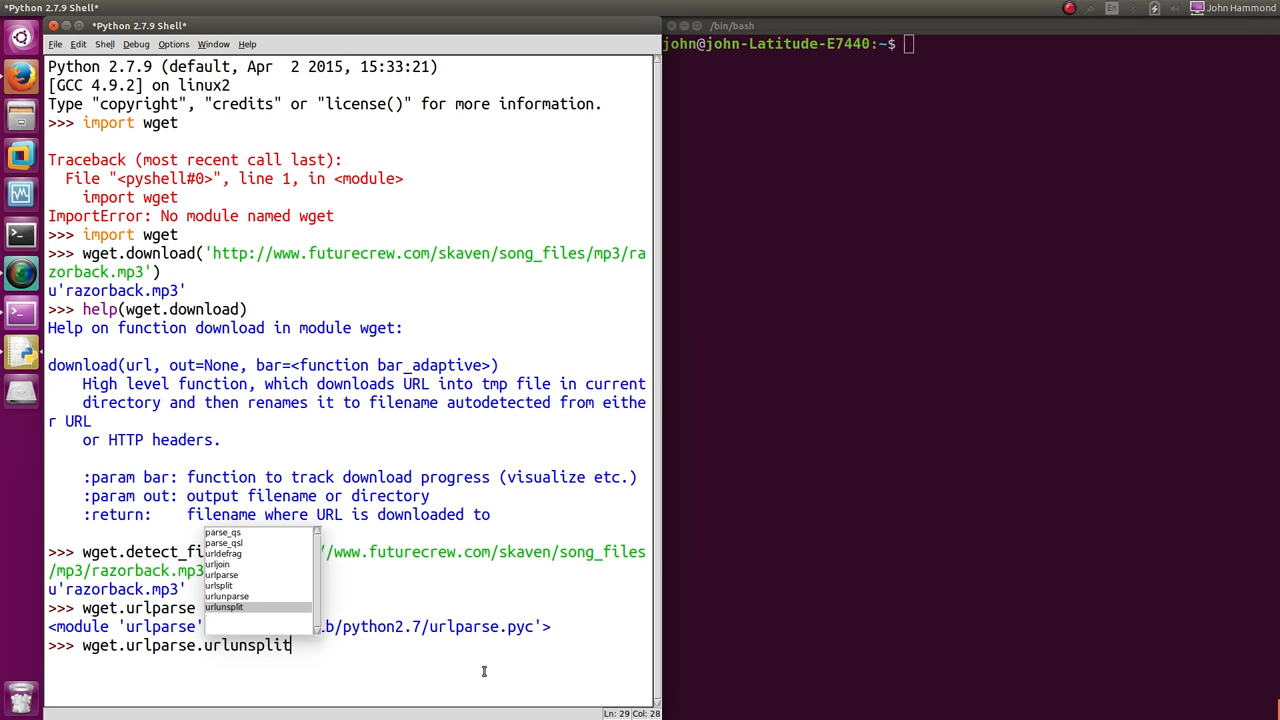 *Python 2.7.9 Shell*
En
John Hammond
*Python 2.7.9 Shell*
File Edit Shell Debug Options Window Help
Python 2.7.9 (default, Apr  2 2015, 15:33:21)
[GCC 4.9.2] on linux2
Type "copyright", "credits" or "license()" for more information.
>>> import wget
Traceback (most recent call last):
  File "<pyshell#0>", line 1, in <module>
    import wget
ImportError: No module named wget
>>> import wget
>>> wget.download('http://www.futurecrew.com/skaven/song_files/mp3/ra
zorback.mp3')
u'razorback.mp3'
>>> help(wget.download)
Help on function download in module wget:
download(url, out=None, bar=<function bar_adaptive>)
    High level function, which downloads URL into tmp file in current
    directory and then renames it to filename autodetected from eithe
r URL
    or HTTP headers.
    :param bar: function to track download progress (visualize etc.)
    :param out: output filename or directory
    :return:    filename where URL is downloaded to
>>> wget.detect_fi //www.futurecrew.com/skaven/song_files
/mp3/razorback.mp3
u'razorback.mp3'
>>> wget.urlparse
<module 'urlparse' b/python2.7/urlparse.pyc'>
>>> wget.urlparse.urlunsplit
parse_qs
parse_qsl
urldefrag
urljoin
urlparse
urlsplit
urlunparse
urlunsplit
Ln: 29 Col: 28
/bin/bash
john@john-Latitude-E7440:~$